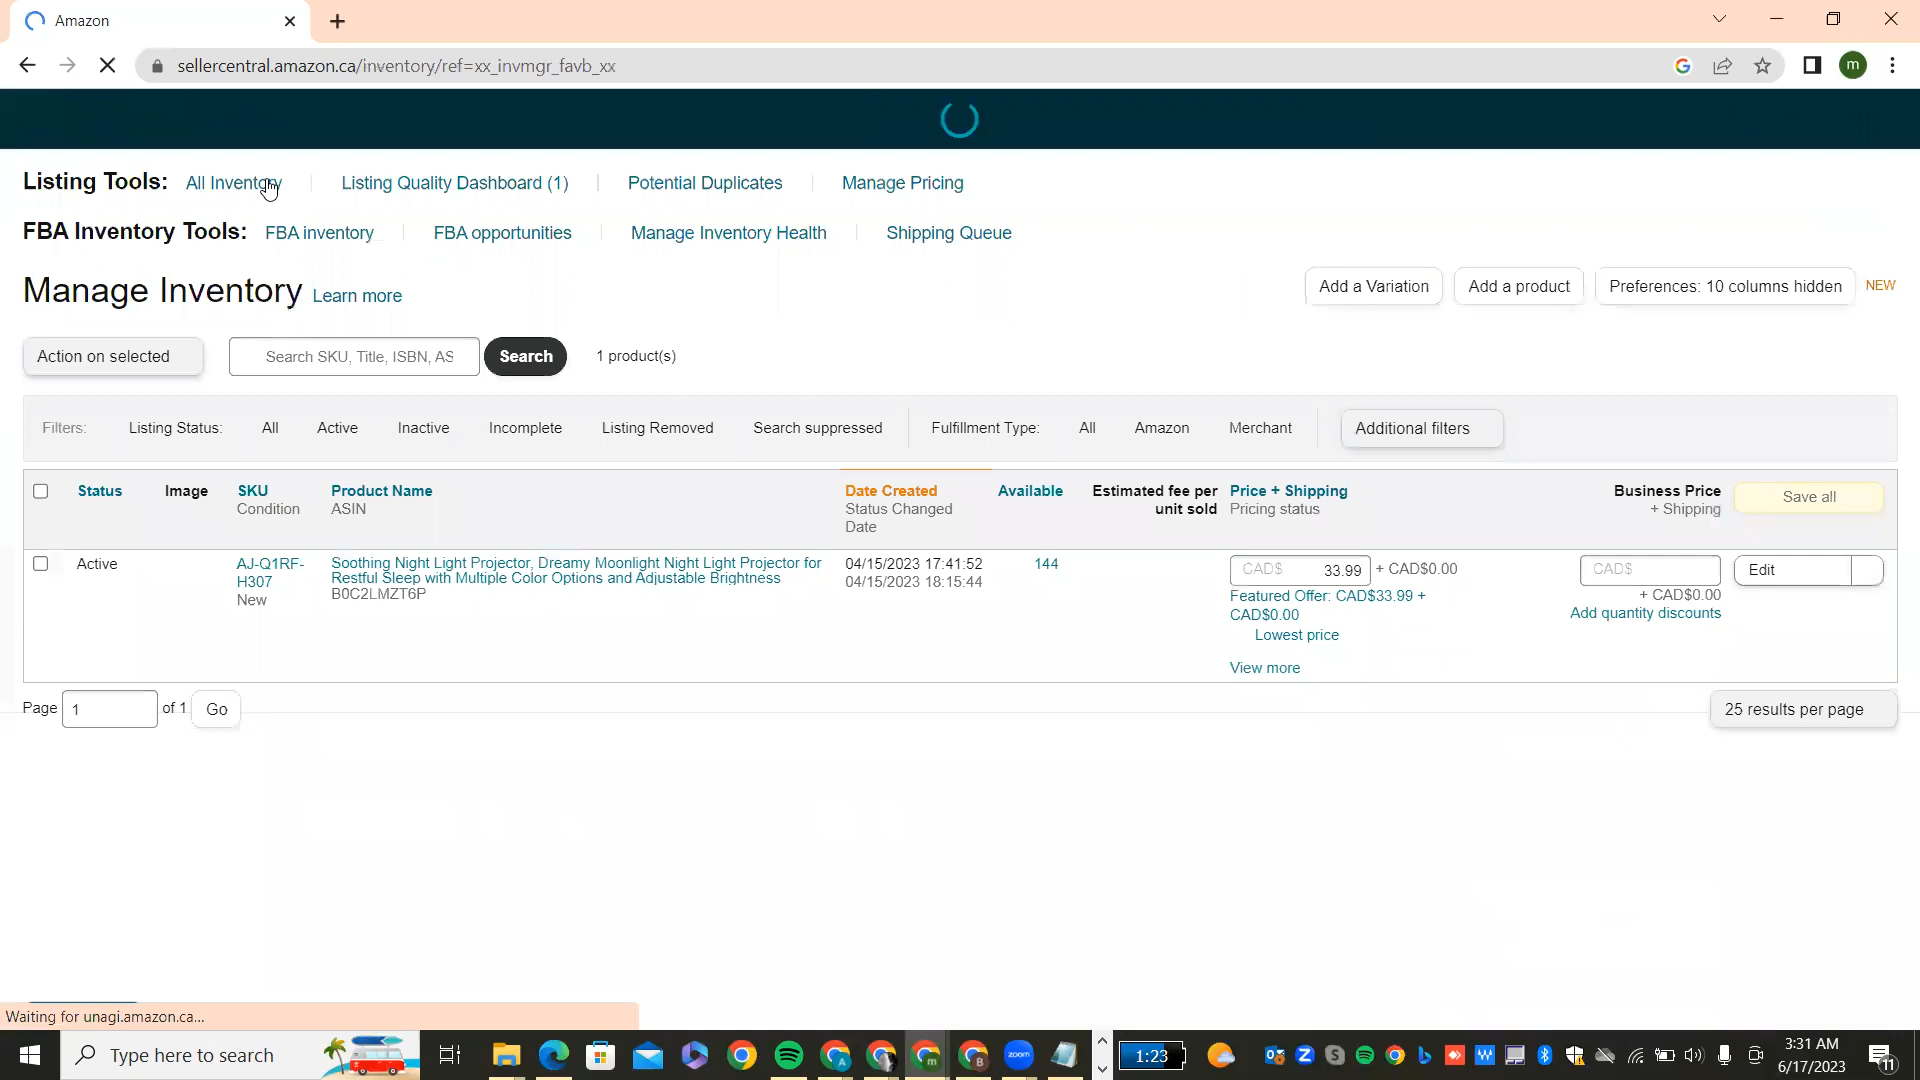 Amazon
sellercentral.amazon.ca/inventory/ref=xx_invmgr_favb_xx
m
Listing Tools: All Inventory Listing Quality Dashboard (1) Potential Duplicates Manage Pricing
FBA Inventory Tools: FBA inventory FBA opportunities Manage Inventory Health Shipping Queue
Manage Inventory Learn more
Add a Variation Add a product Preferences: 10 columns hidden NEW
Action on selected Search SKU, Title, ISBN, AS Search 1 product(s)
Filters: Listing Status: All Active Inactive Incomplete Listing Removed Search suppressed Fulfillment Type: All Amazon Merchant Additional filters
Status Image SKU Product Name Date Created Available Estimated fee per Price + Shipping Business Price Save all
Condition ASIN Status Changed unit sold Pricing status + Shipping
Date
Active AJ-Q1RF- Soothing Night Light Projector, Dreamy Moonlight Night Light Projector for 04/15/2023 17:41:52 144 CAD$ 33.99 + CAD$0.00 CAD$ Edit
H307 Restful Sleep with Multiple Color Options and Adjustable Brightness 04/15/2023 18:15:44
New B0C2LMZT6P Featured Offer: CAD$33.99 + + CAD$0.00
CAD$0.00 Add quantity discounts
Lowest price
View more
Page 1 of 1 Go 25 results per page
Waiting for unagi.amazon.ca...
Type here to search
zoom
1:23
3:31 AM
6/17/2023
11